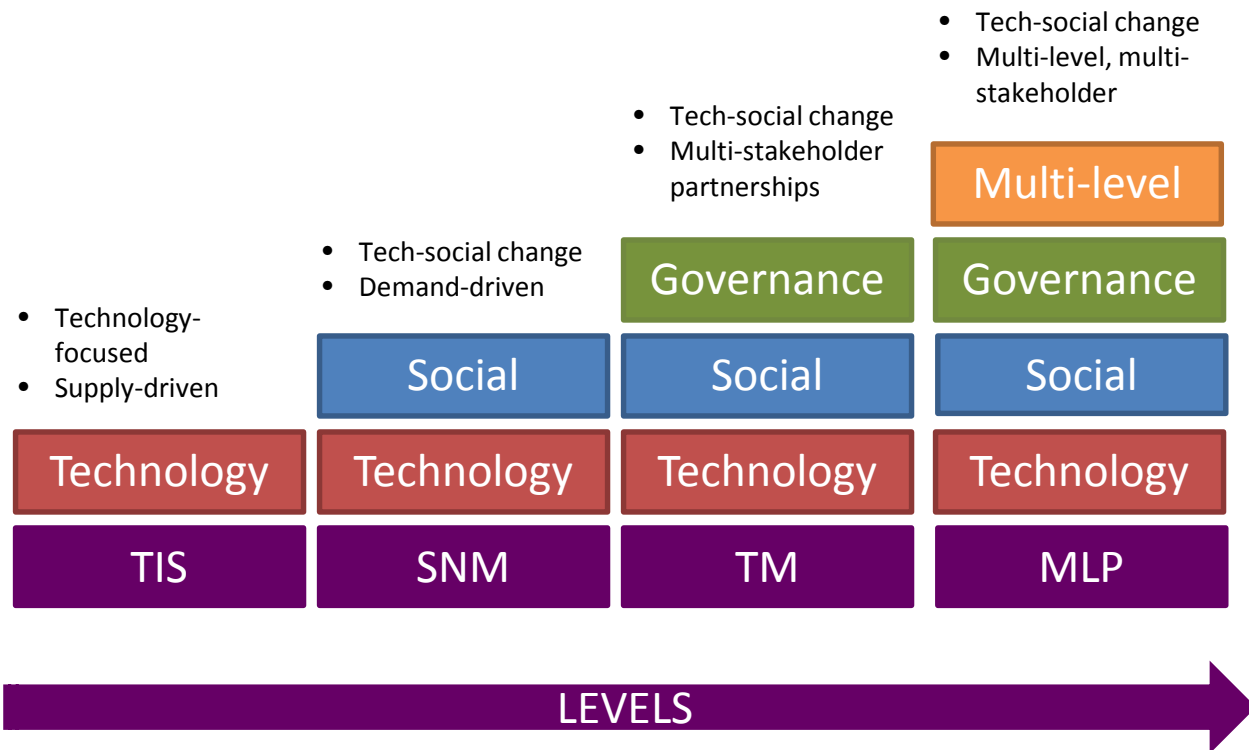 • Tech-social change
• Multi-level, multi-
stakeholder
• Tech-social change
• Multi-stakeholder
partnerships
Multi-level
• Tech-social change
• Demand-driven
Governance
Governance
• Technology-
focused
• Supply-driven
Social
Social
Social
Technology
Technology
Technology
Technology
TIS
SNM
TM
MLP
LEVELS